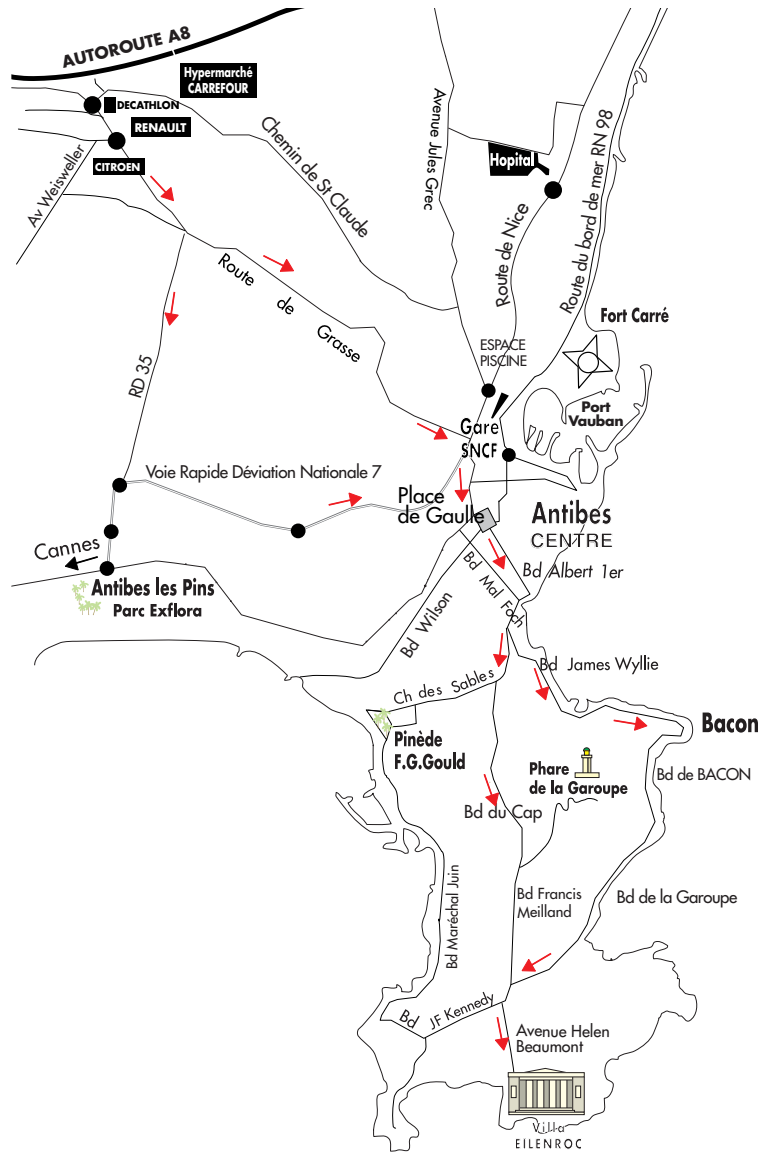 AUTOROUTE A8
Hypermarché
CARREFOUR
DECATHLON
RENAULT
CITROEN
Av Weisweller
Chemin de St Claude
Avenue Jules Grec
Hopital
Route de Nice
Route du bord de mer RN 98
Route de Grasse
RD 35
ESPACE
PISCINE
Fort Carré
Port
Vauban
Gare
SNCF
Voie Rapide Déviation Nationale 7
Place
de Gaulle
Antibes
CENTRE
Cannes
Antibes les Pins
Parc Exflora
Bd Wilson
Bd Mal Foch
Bd Albert 1er
Bd James Wyllie
Ch des Sables
Pinède
F.G.Gould
Bacon
Phare
de la Garoupe
Bd de BACON
Bd du Cap
Bd Maréchal Juin
Bd Francis
Meilland
Bd de la Garoupe
Bd JF Kennedy
Avenue Helen
Beaumont
Villa
EILENROC